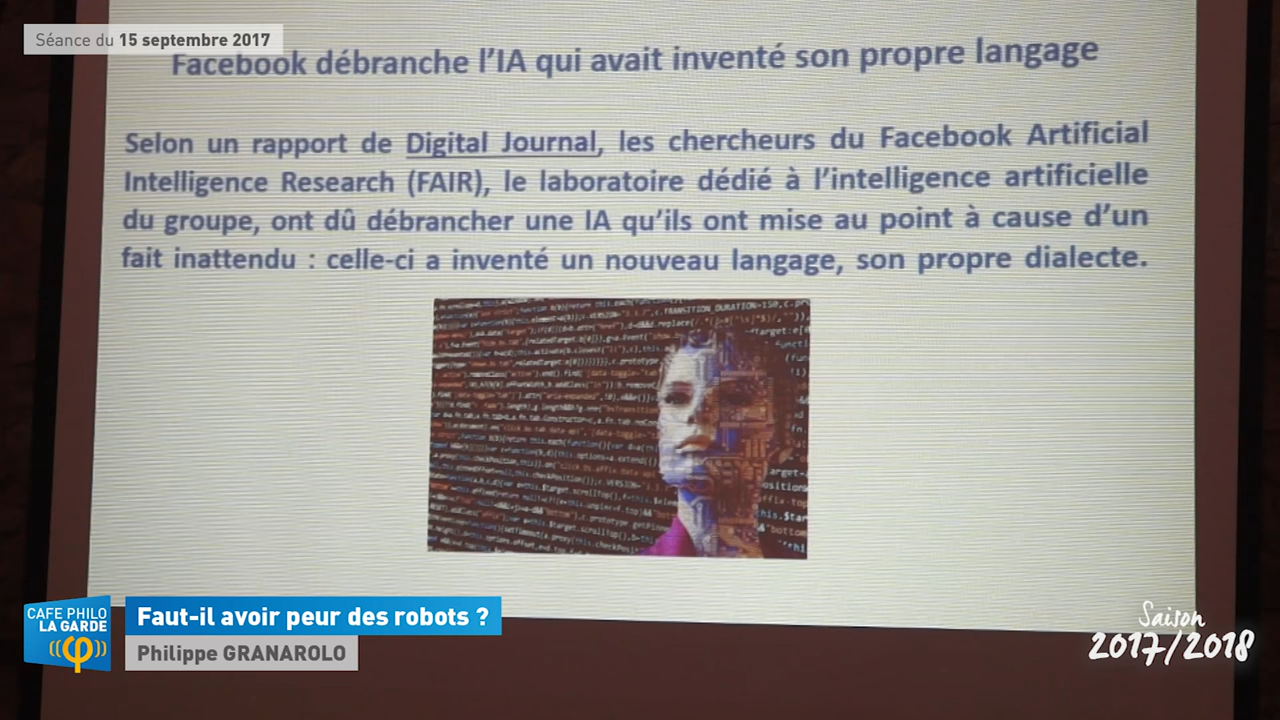 Séance du 15 septembre 2017
Facebook débranche l'IA qui avait inventé son propre langage
Selon un rapport de Digital Journal, les chercheurs du Facebook Artificial
Intelligence Research (FAIR), le laboratoire dédié à l'intelligence artificielle
du groupe, ont dû débrancher une IA qu'ils ont mise au point à cause d'un
fait inattendu : celle-ci a inventé un nouveau langage, son propre dialecte.
CAFE PHILO
LA GARDE
Faut-il avoir peur des robots ?
Philippe GRANAROLO
Saison
2017/2018